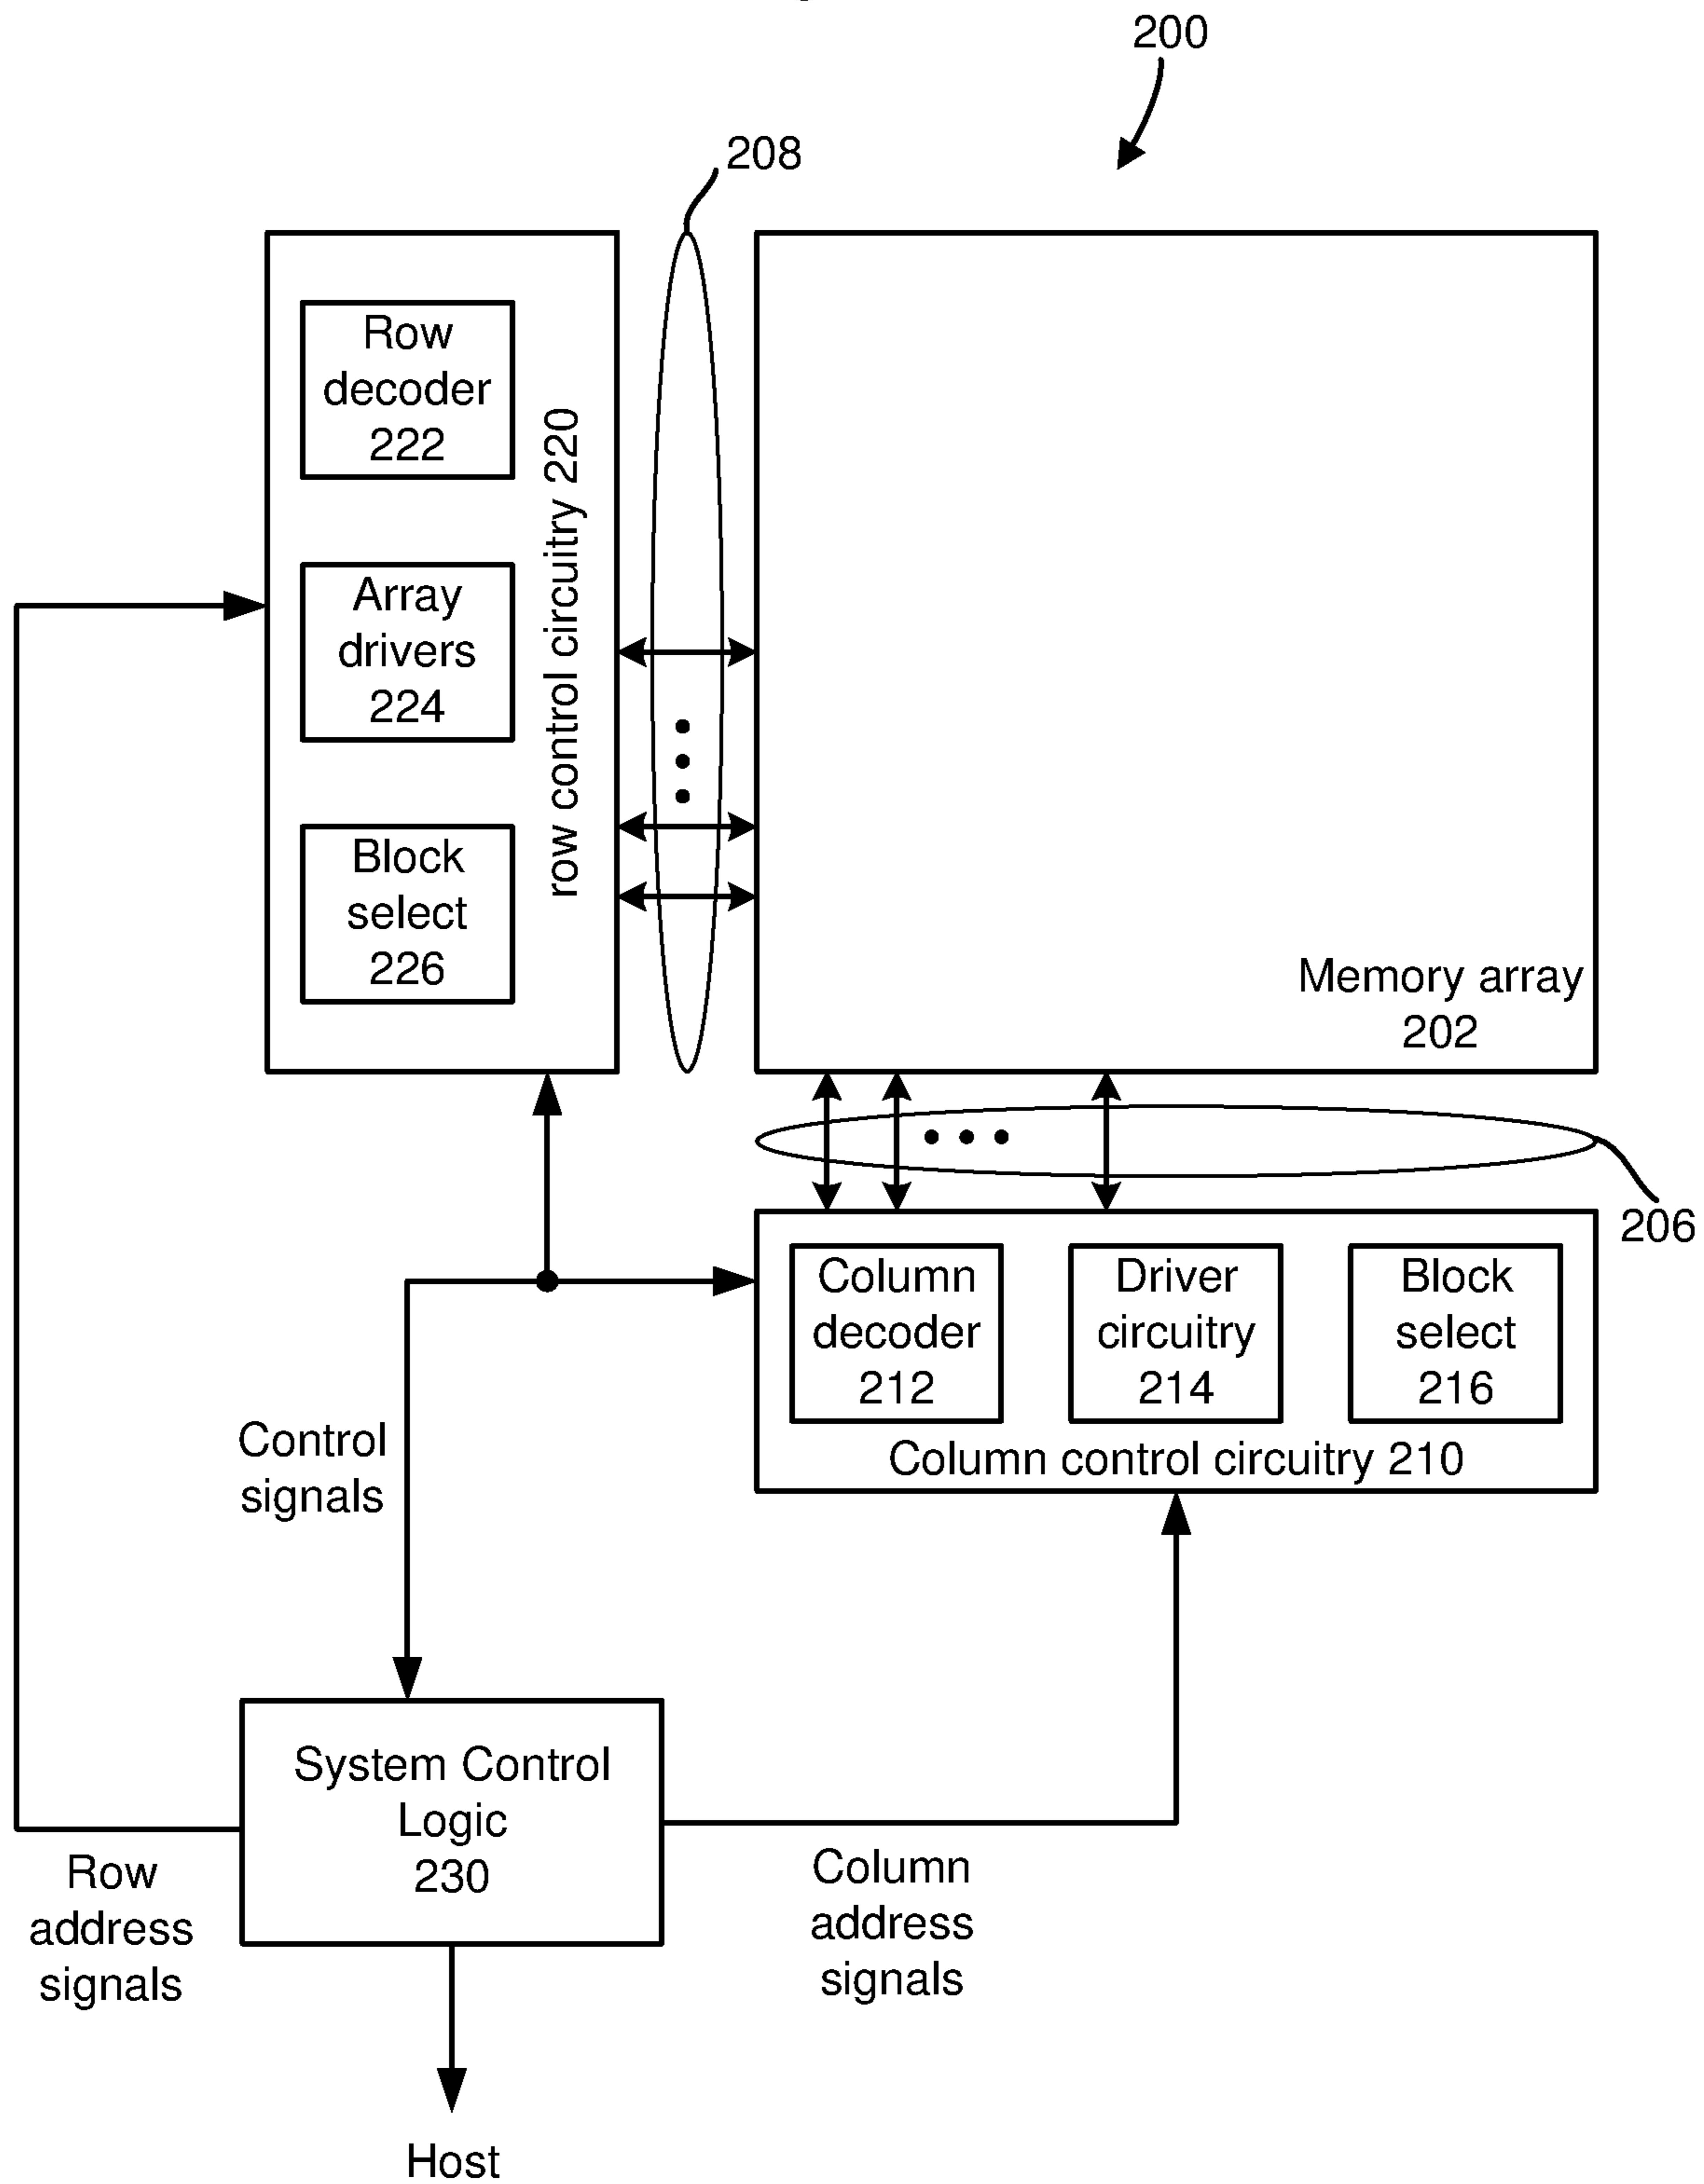 200
208
Row
decoder
222
Array
drivers
224
Block
select
226
row control circuitry 220
Memory array
202
206
Column
decoder
212
Driver
circuitry
214
Block
select
216
Column control circuitry 210
Control
signals
System Control
Logic
230
Row
address
signals
Column
address
signals
Host